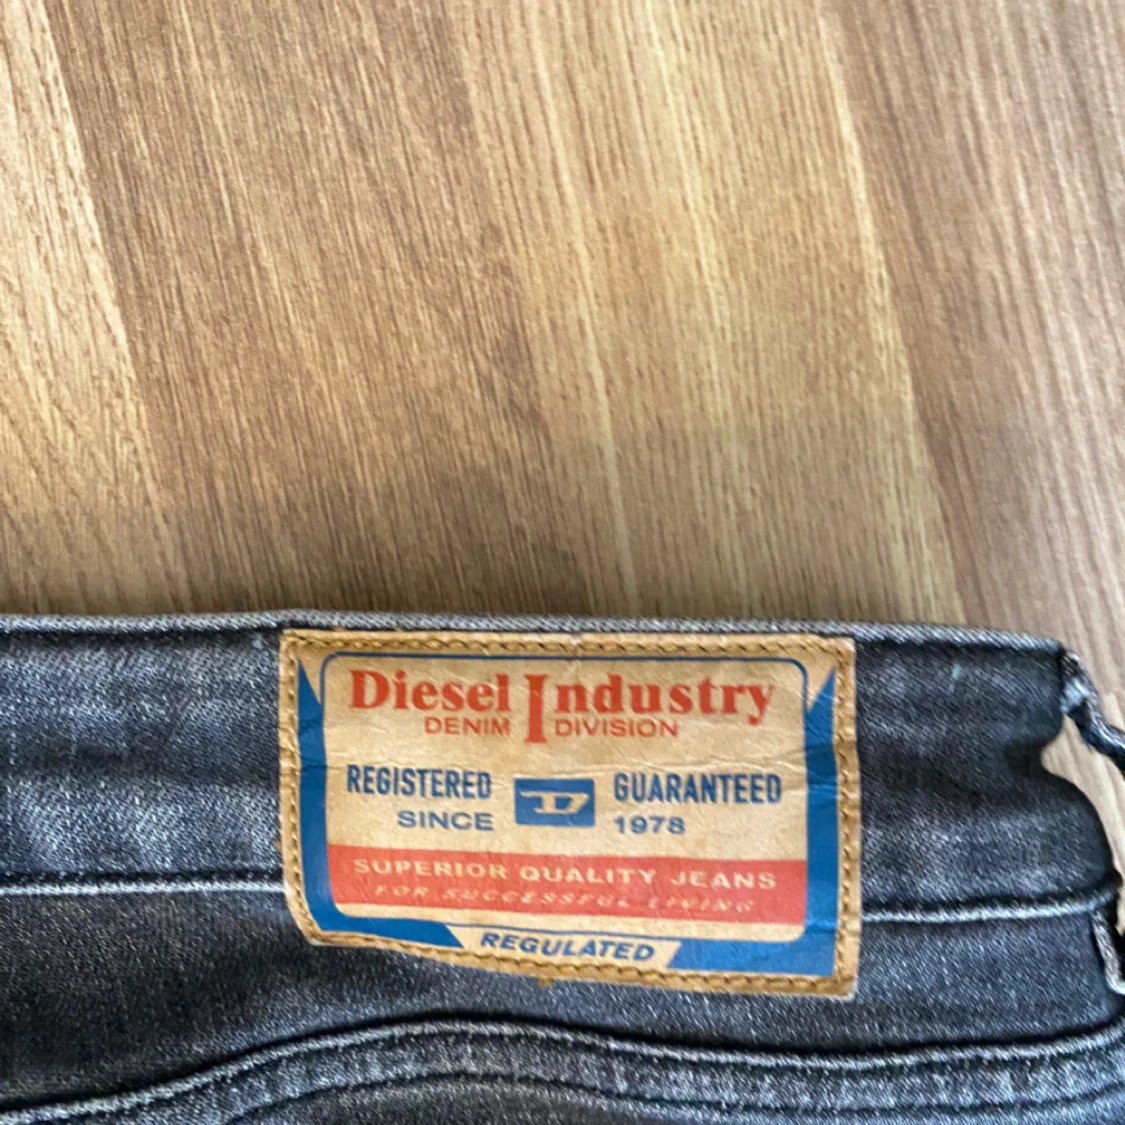 Diesel Industry
DENIM DIVISION
REGISTERED GUARANTEED
SINCE D 1978
SUPERIOR QUALITY JEANS
FOR SUCCESSFUL LIVING
REGULATED